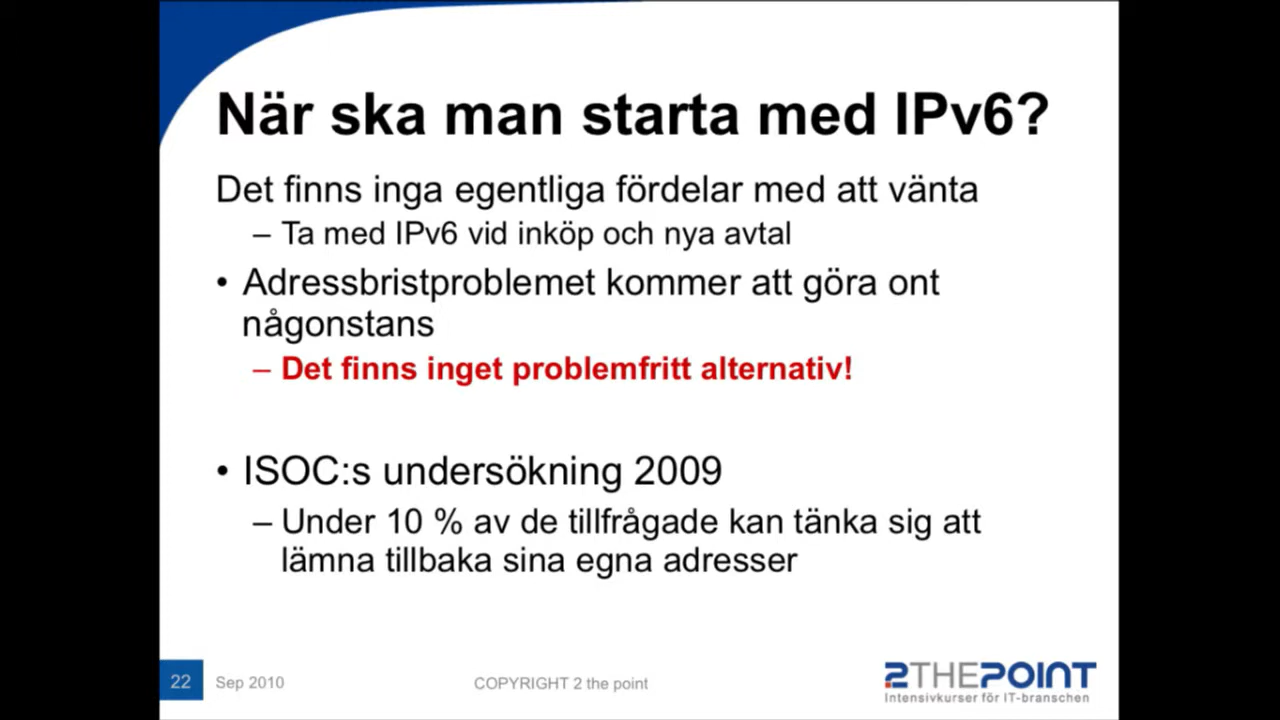 När ska man starta med IPv6?
Det finns inga egentliga fördelar med att vänta
– Ta med IPv6 vid inköp och nya avtal
• Adressbristproblemet kommer att göra ont
någonstans
– Det finns inget problemfritt alternativ!
• ISOC:s undersökning 2009
– Under 10 % av de tillfrågade kan tänka sig att
lämna tillbaka sina egna adresser
22 Sep 2010 COPYRIGHT 2 the point
2THEPOINT
Intensivkurser för IT-branschen